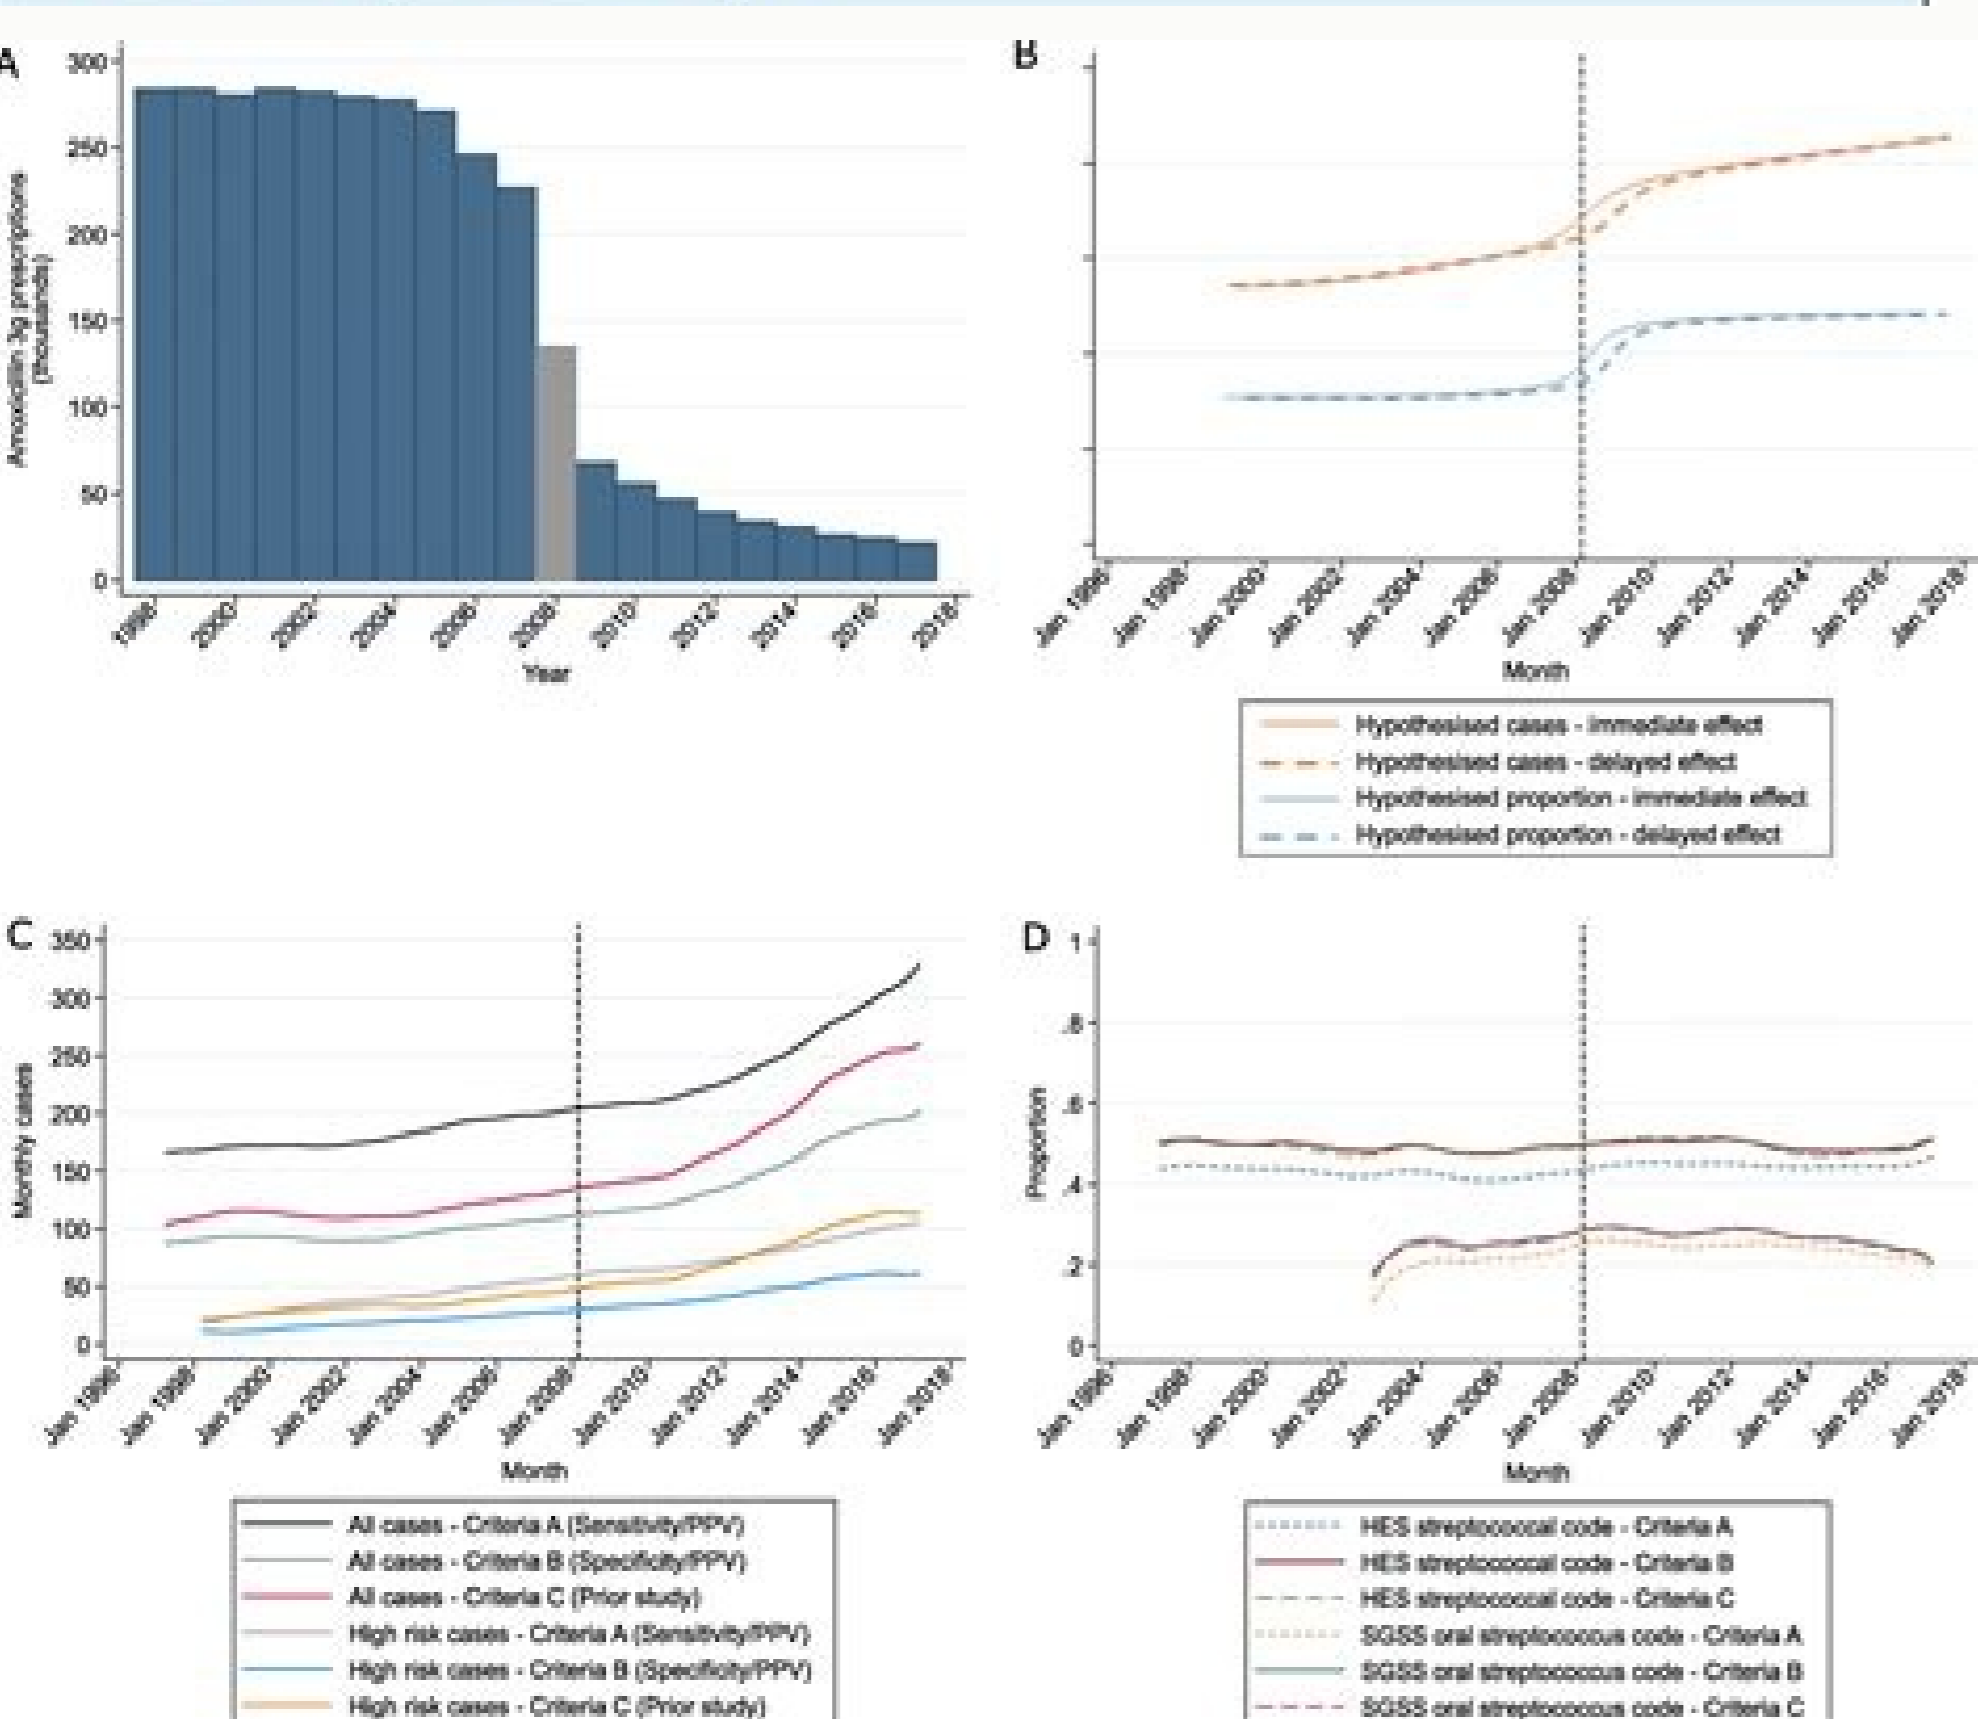 A
300
250
200
150
100
50
0
Amoxicillin 3g prescriptions
(thousands)
1998
2000
2002
2004
2006
2008
2010
2012
2014
2016
2018
Year
B
Jan 1996
Jan 1998
Jan 2000
Jan 2002
Jan 2004
Jan 2006
Jan 2008
Jan 2010
Jan 2012
Jan 2014
Jan 2016
Jan 2018
Month
Hypothesised cases - immediate effect
Hypothesised cases - delayed effect
Hypothesised proportion - immediate effect
Hypothesised proportion - delayed effect
C
350
300
250
200
150
100
50
0
Monthly cases
Jan 1996
Jan 1998
Jan 2000
Jan 2002
Jan 2004
Jan 2006
Jan 2008
Jan 2010
Jan 2012
Jan 2014
Jan 2016
Jan 2018
Month
All cases - Criteria A (Sensitivity/PPV)
All cases - Criteria B (Specificity/PPV)
All cases - Criteria C (Prior study)
High risk cases - Criteria A (Sensitivity/PPV)
High risk cases - Criteria B (Specificity/PPV)
High risk cases - Criteria C (Prior study)
D
1
.8
.6
.4
.2
0
Proportion
Jan 1996
Jan 1998
Jan 2000
Jan 2002
Jan 2004
Jan 2006
Jan 2008
Jan 2010
Jan 2012
Jan 2014
Jan 2016
Jan 2018
Month
HES streptococcal code - Criteria A
HES streptococcal code - Criteria B
HES streptococcal code - Criteria C
SGSS oral streptococcus code - Criteria A
SGSS oral streptococcus code - Criteria B
SGSS oral streptococcus code - Criteria C